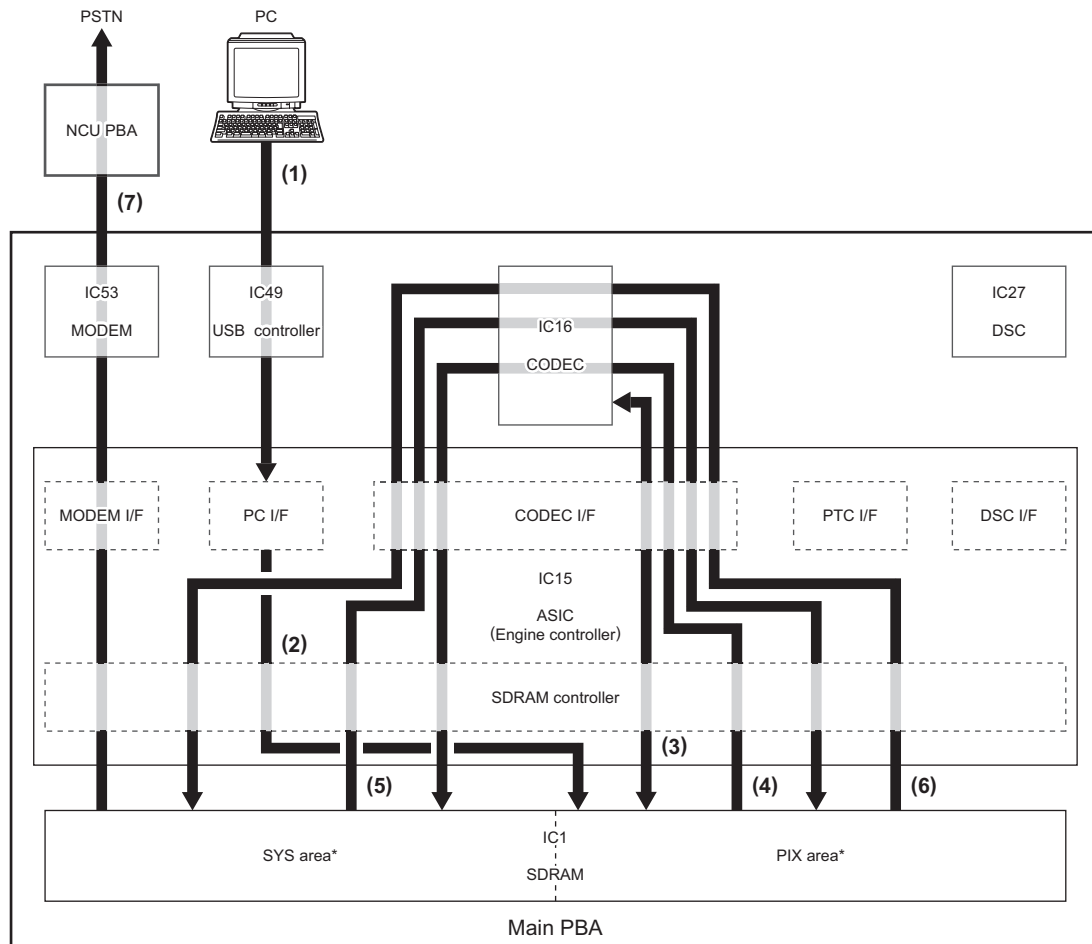 PSTN
PC
NCU PBA
(1)
(7)
IC53
MODEM
IC49
USB controller
IC16
CODEC
IC27
DSC
MODEM I/F
PC I/F
CODEC I/F
PTC I/F
DSC I/F
IC15
ASIC
(Engine controller)
(2)
SDRAM controller
(3)
(5)
(4)
(6)
SYS area*
IC1
SDRAM
PIX area*
Main PBA